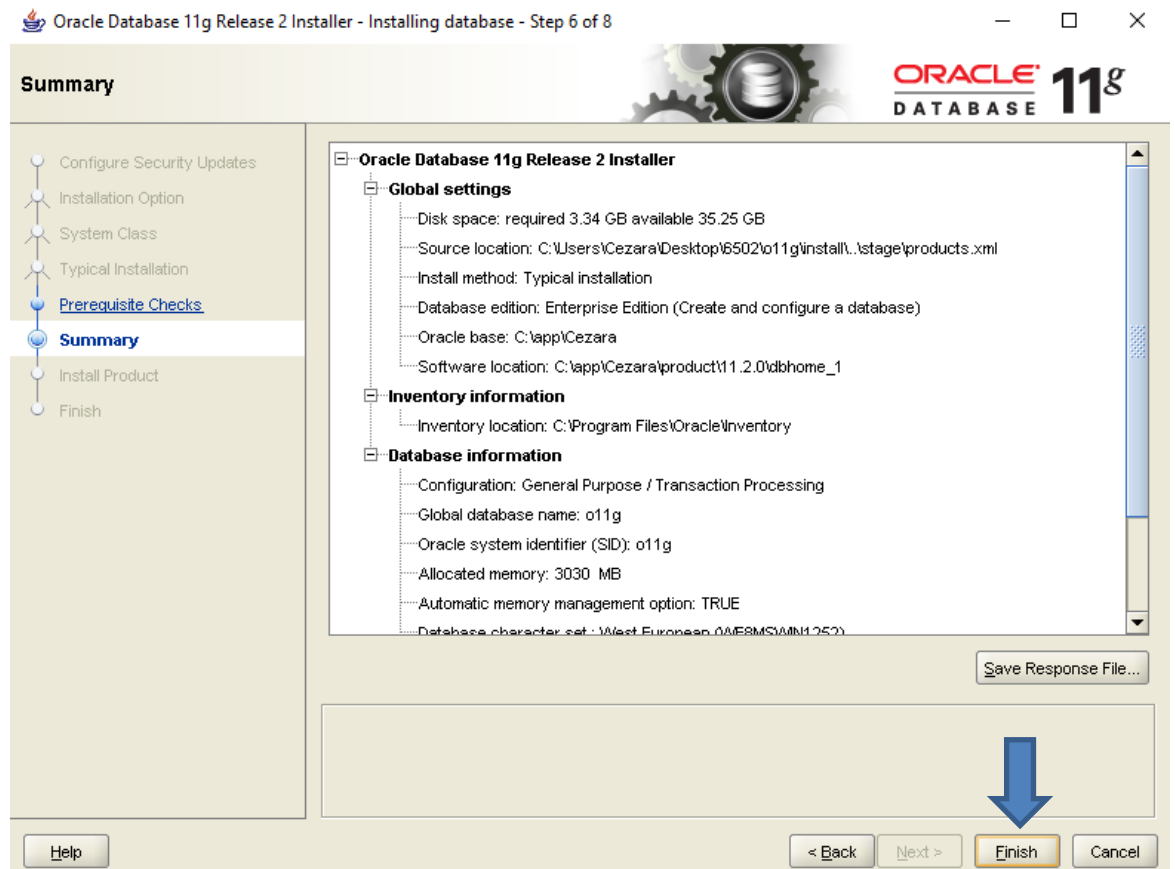 Oracle Database 11g Release 2 Installer - Installing database - Step 6 of 8
Summary
ORACLE
DATABASE
11g
Configure Security Updates
Installation Option
System Class
Typical Installation
Prerequisite Checks
Summary
Install Product
Finish
Oracle Database 11g Release 2 Installer
Global settings
Disk space: required 3.34 GB available 35.25 GB
Source location: C:\Users\Cezara\Desktop\6502\o11g\install\..\stage\products.xml
Install method: Typical installation
Database edition: Enterprise Edition (Create and configure a database)
Oracle base: C:\app\Cezara
Software location: C:\app\Cezara\product\11.2.0\dbhome_1
Inventory information
Inventory location: C:\Program Files\Oracle\Inventory
Database information
Configuration: General Purpose / Transaction Processing
Global database name: o11g
Oracle system identifier (SID): o11g
Allocated memory: 3030 MB
Automatic memory management option: TRUE
Database character set : West European (WE8MSWIN1252)
Save Response File...
Help
< Back
Next >
Finish
Cancel